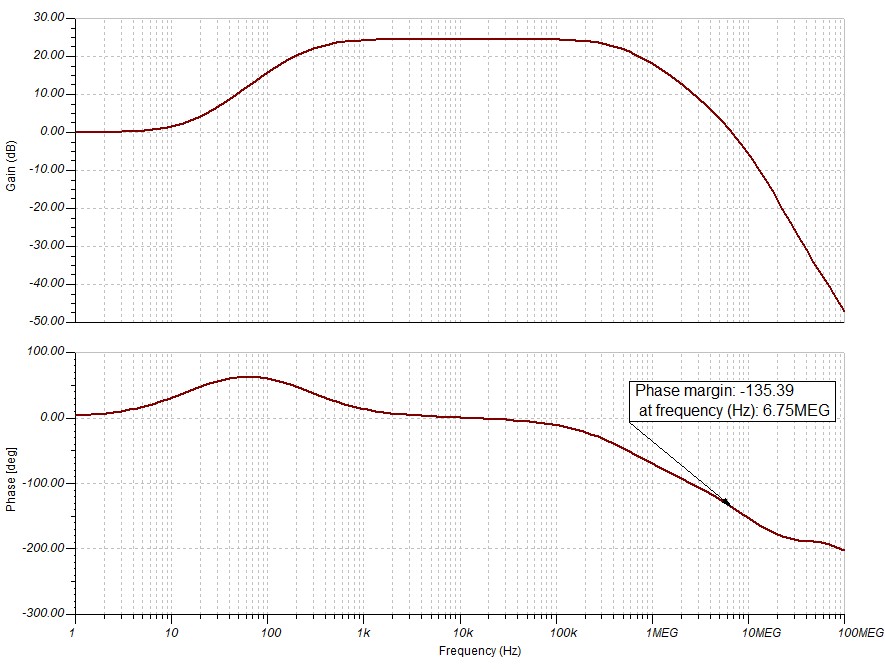 30.00
20.00
10.00
0.00
-10.00
-20.00
-30.00
-40.00
-50.00
Gain (dB)
100.00
0.00
-100.00
-200.00
-300.00
Phase [deg]
Phase margin: -135.39
at frequency (Hz): 6.75MEG
1 10 100 1k 10k 100k 1MEG 10MEG 100MEG
Frequency (Hz)